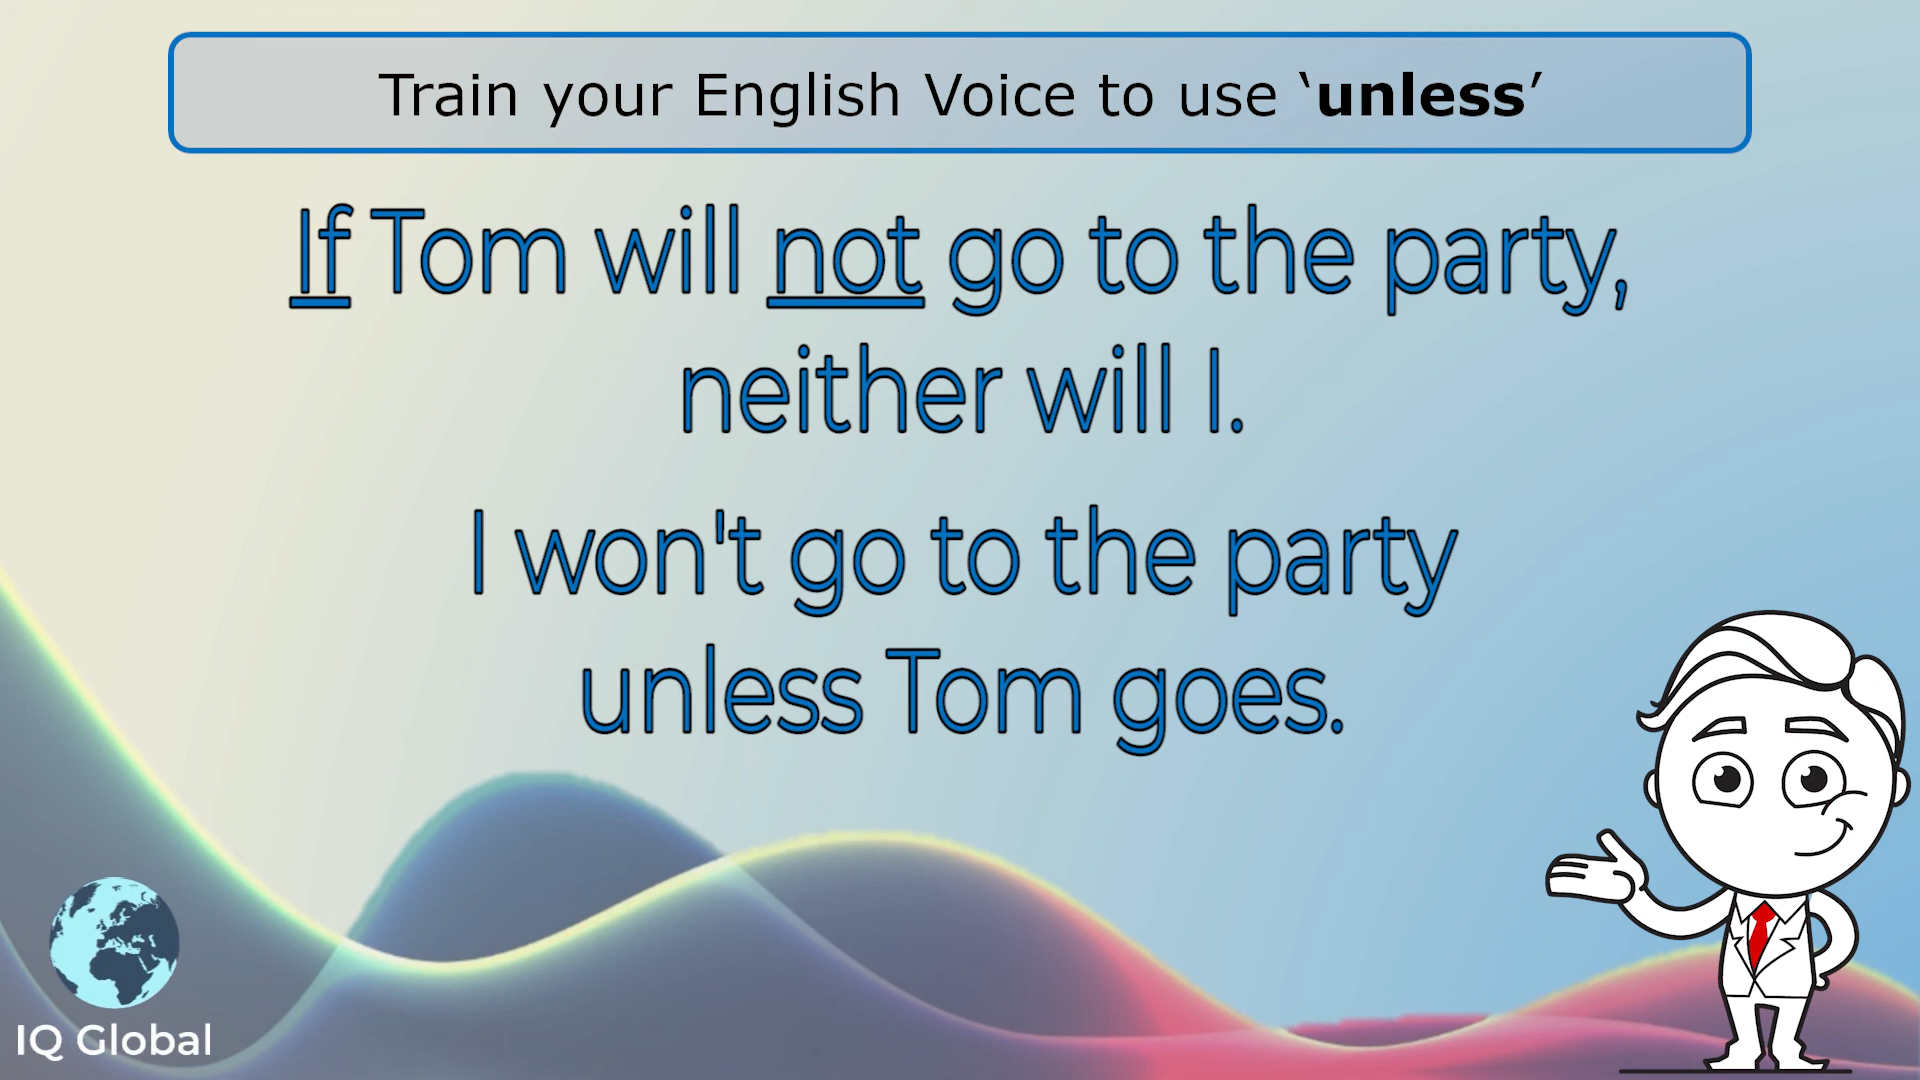 Train your English Voice to use ‘unless’
If Tom will not go to the party,
neither will I.
I won't go to the party
unless Tom goes.
IQ Global